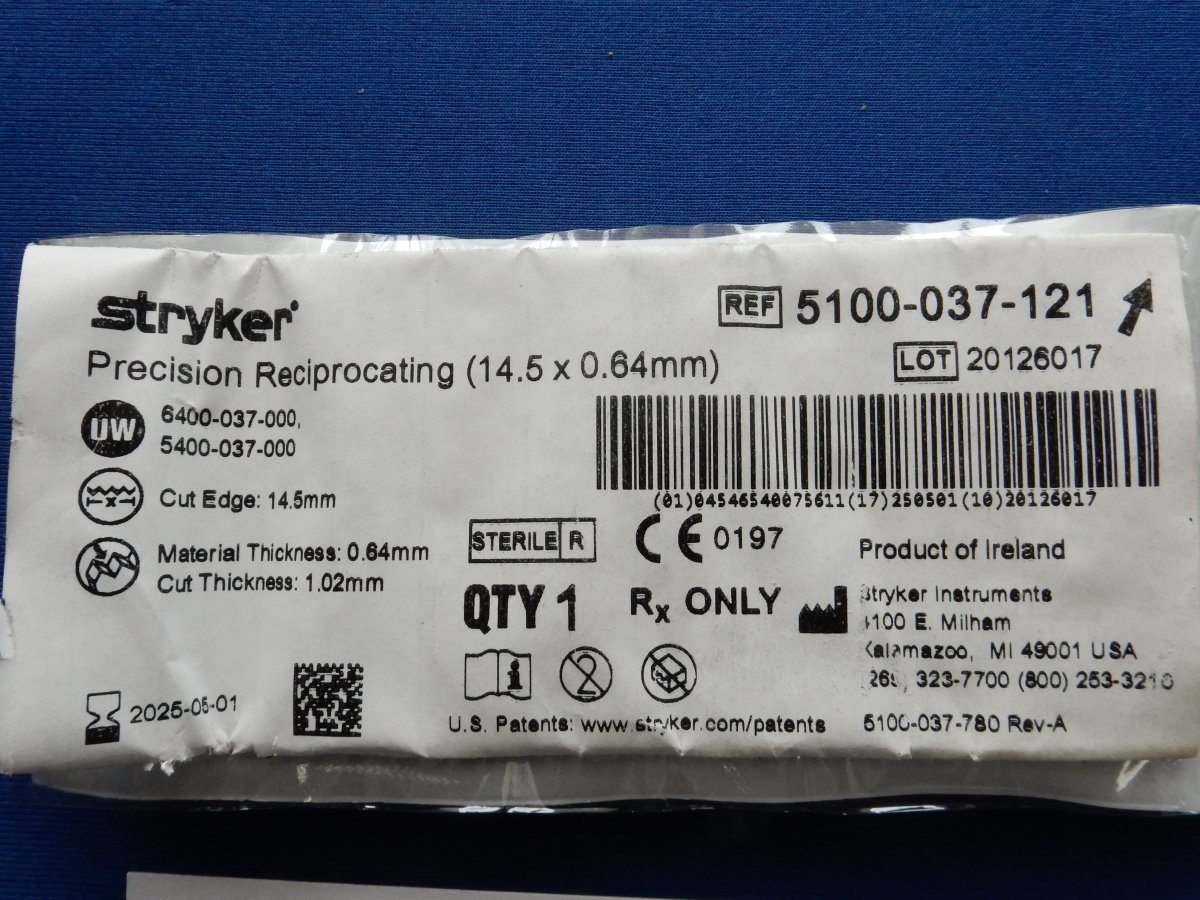 stryker
Precision Reciprocating (14.5 x 0.64mm)
REF 5100-037-121
LOT 20126017
UW 6400-037-000,
5400-037-000
(01)04546540075611(17)250501(10)20126017
x
Cut Edge: 14.5mm
Material Thickness: 0.64mm
Cut Thickness: 1.02mm
STERILE R
CE 0197
QTY 1
Rx ONLY
Product of Ireland
Stryker Instruments
4100 E. Milham
Kalamazoo, MI 49001 USA
323-7700 (800) 253-3210
i
2
2025-05-01
U.S. Patents: www.stryker.com/patents
5100-037-780 Rev-A